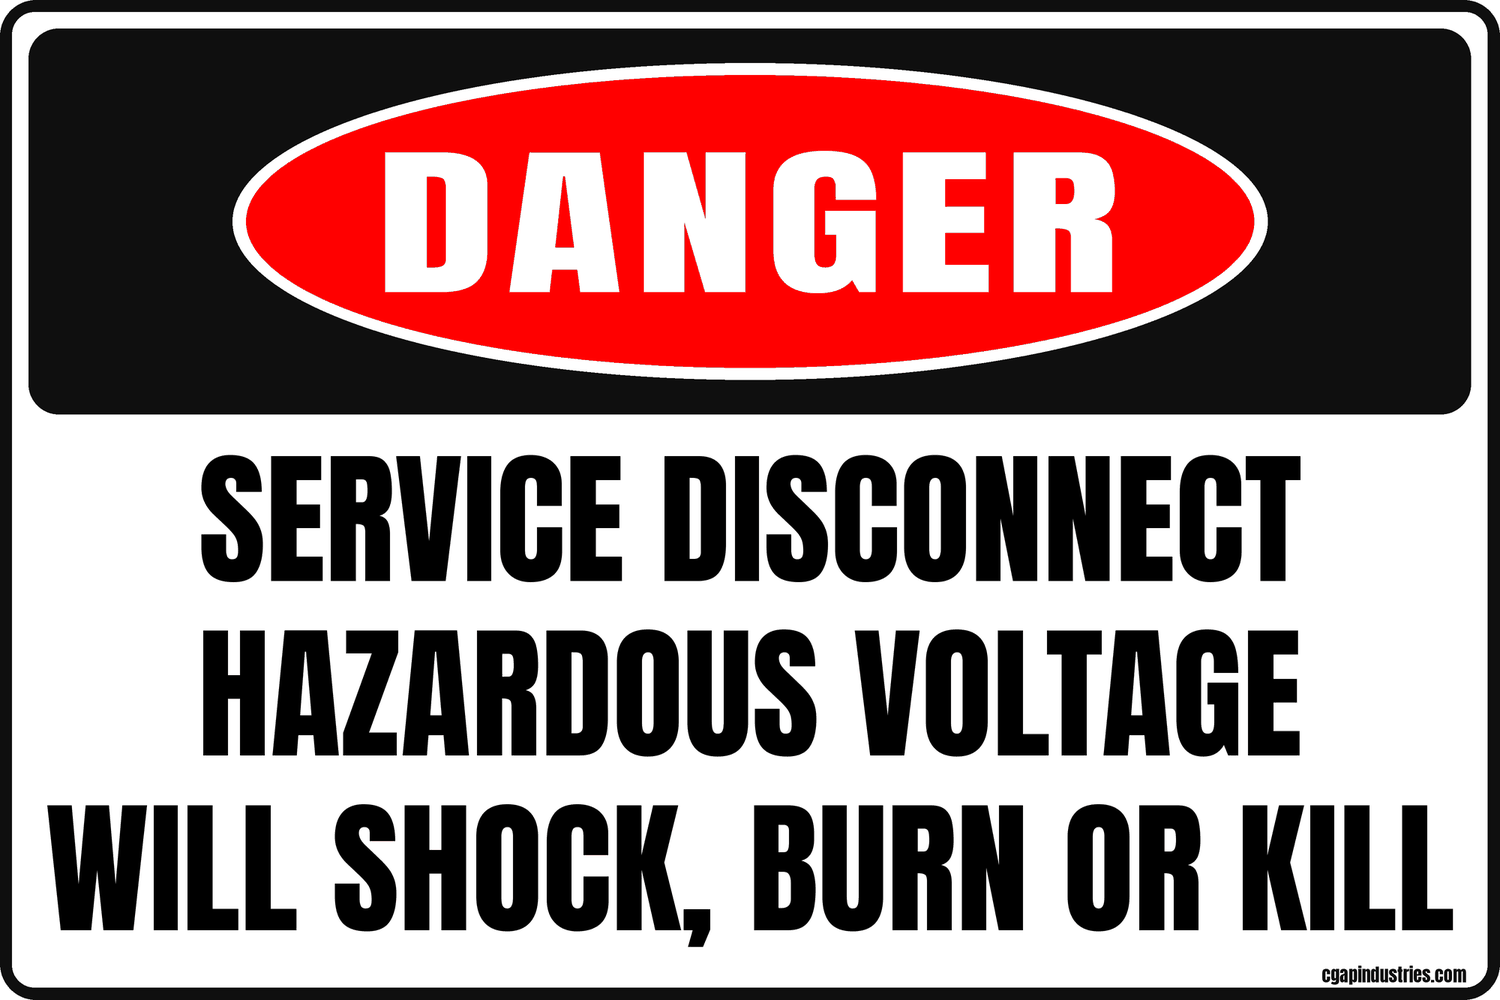 DANGER
SERVICE DISCONNECT
HAZARDOUS VOLTAGE
WILL SHOCK, BURN OR KILL
cgapindustries.com